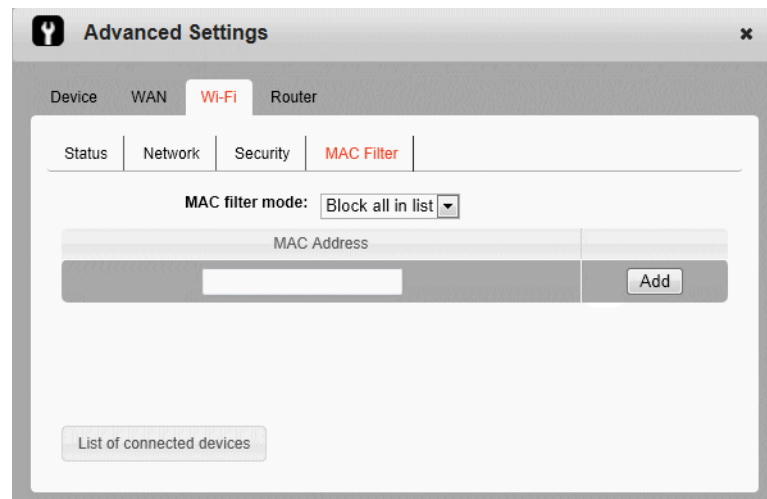 Advanced Settings
Device WAN Wi-Fi Router
Status Network Security MAC Filter
MAC filter mode: Block all in list
MAC Address
Add
List of connected devices